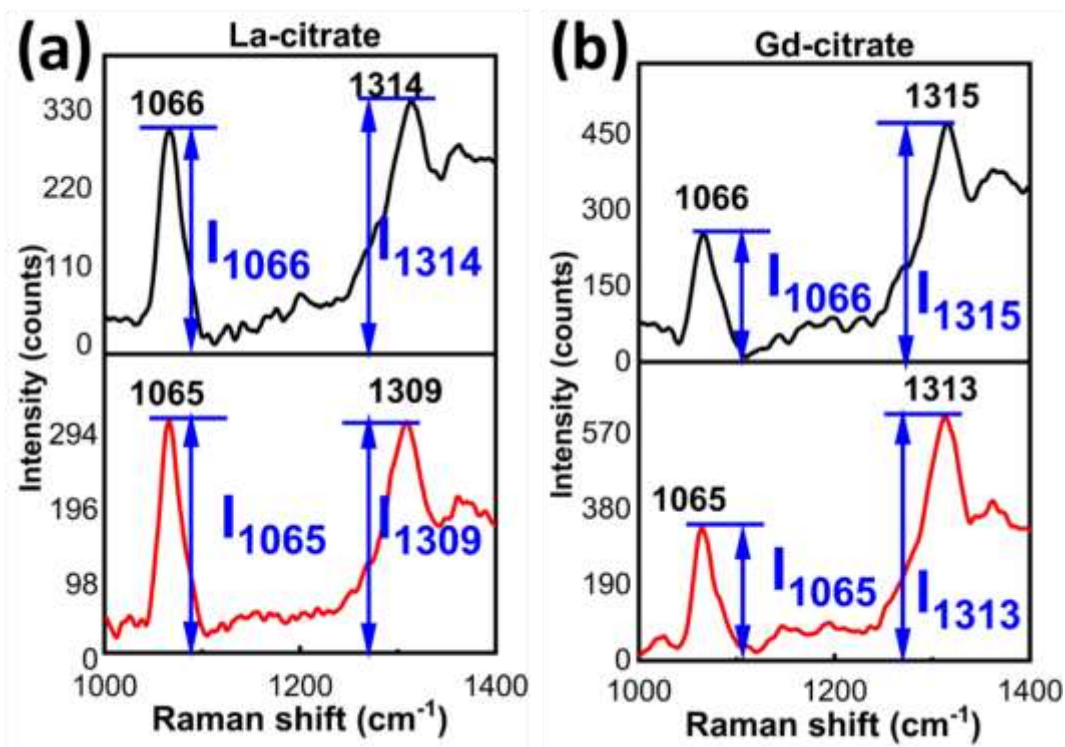 (a)
La-citrate
Intensity (counts)
330
220
110
0
1066
1314
I1066
I1314
294
196
98
0
1065
1309
I1065
I1309
1000 1200 1400
Raman shift (cm-1)
(b)
Gd-citrate
Intensity (counts)
450
300
150
0
1066
1315
I1066
I1315
570
380
190
0
1065
1313
I1065
I1313
1000 1200 1400
Raman shift (cm-1)